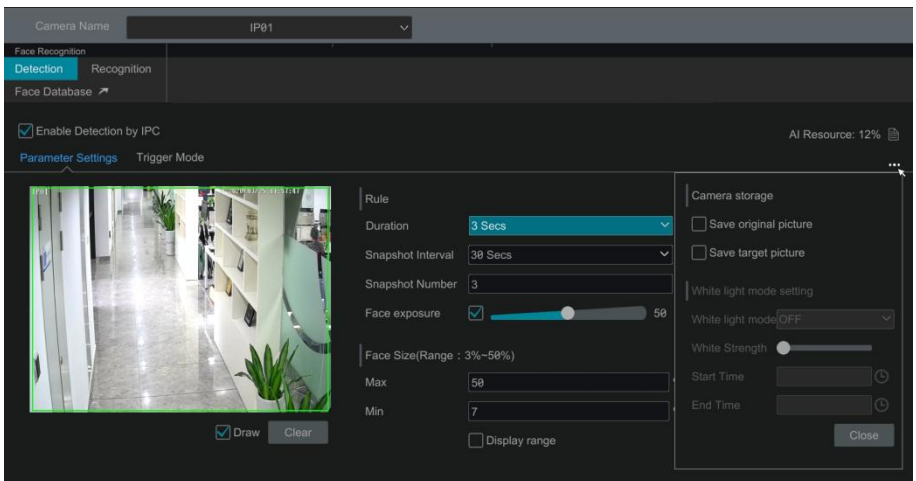 Camera Name IP01
Face Recognition
Detection Recognition
Face Database
Enable Detection by IPC
AI Resource: 12%
Parameter Settings Trigger Mode
...
IP01
Rule
Duration 3 Secs
Snapshot Interval 30 Secs
Snapshot Number 3
Face exposure 50
Face Size(Range : 3%~50%)
Max 50
Min 7
Display range
Draw Clear
Camera storage
Save original picture
Save target picture
White light mode setting
White light mode OFF
White Strength
Start Time
End Time
Close